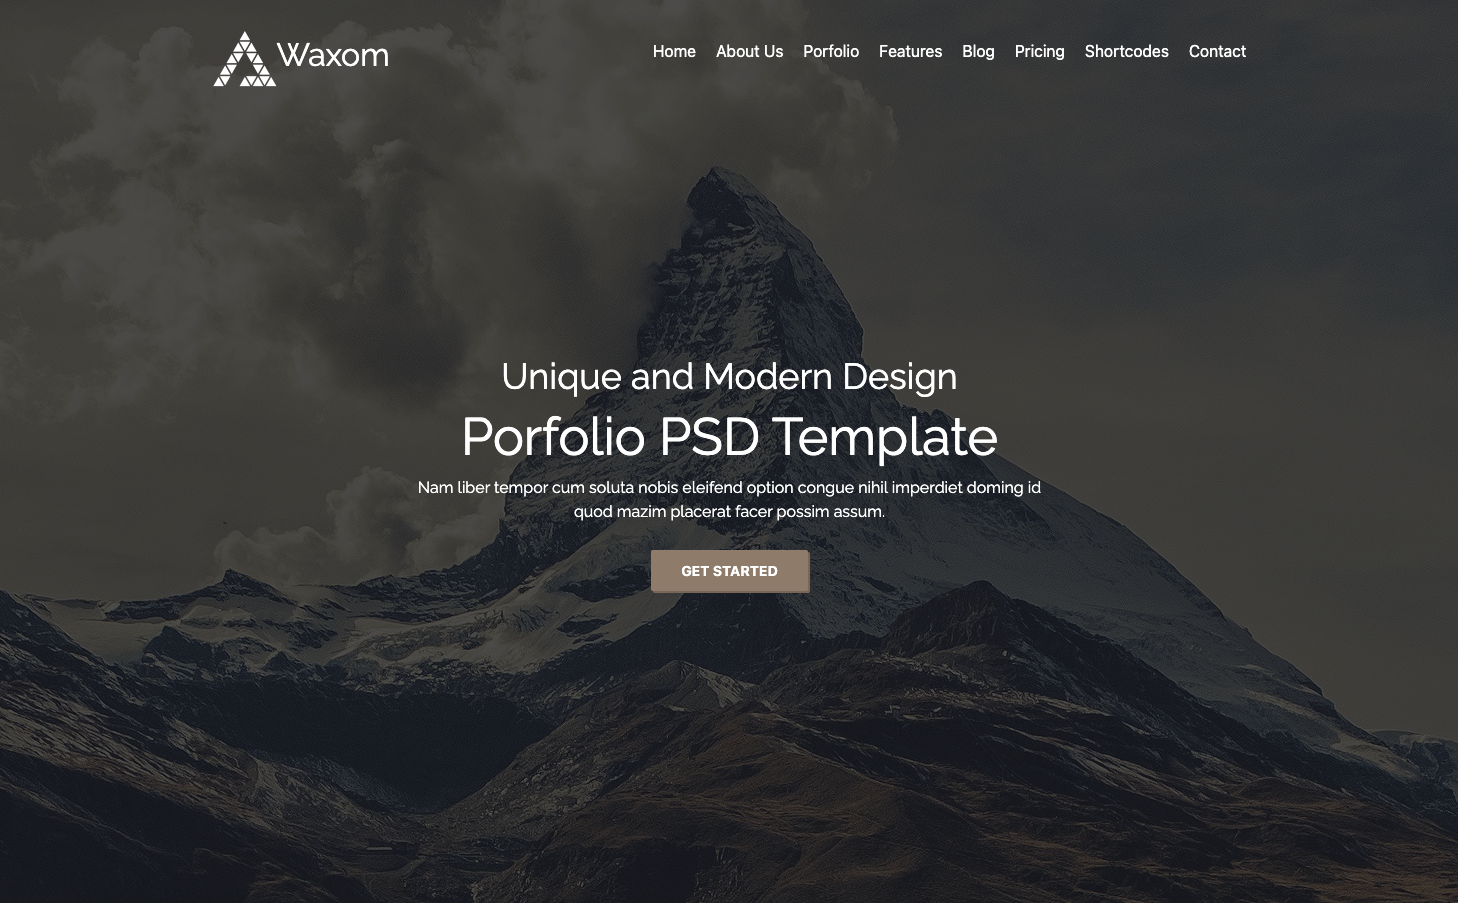 Waxom
Home About Us Porfolio Features Blog Pricing Shortcodes Contact
Unique and Modern Design
Porfolio PSD Template
Nam liber tempor cum soluta nobis eleifend option congue nihil imperdiet doming id
quod mazim placerat facer possim assum.
GET STARTED